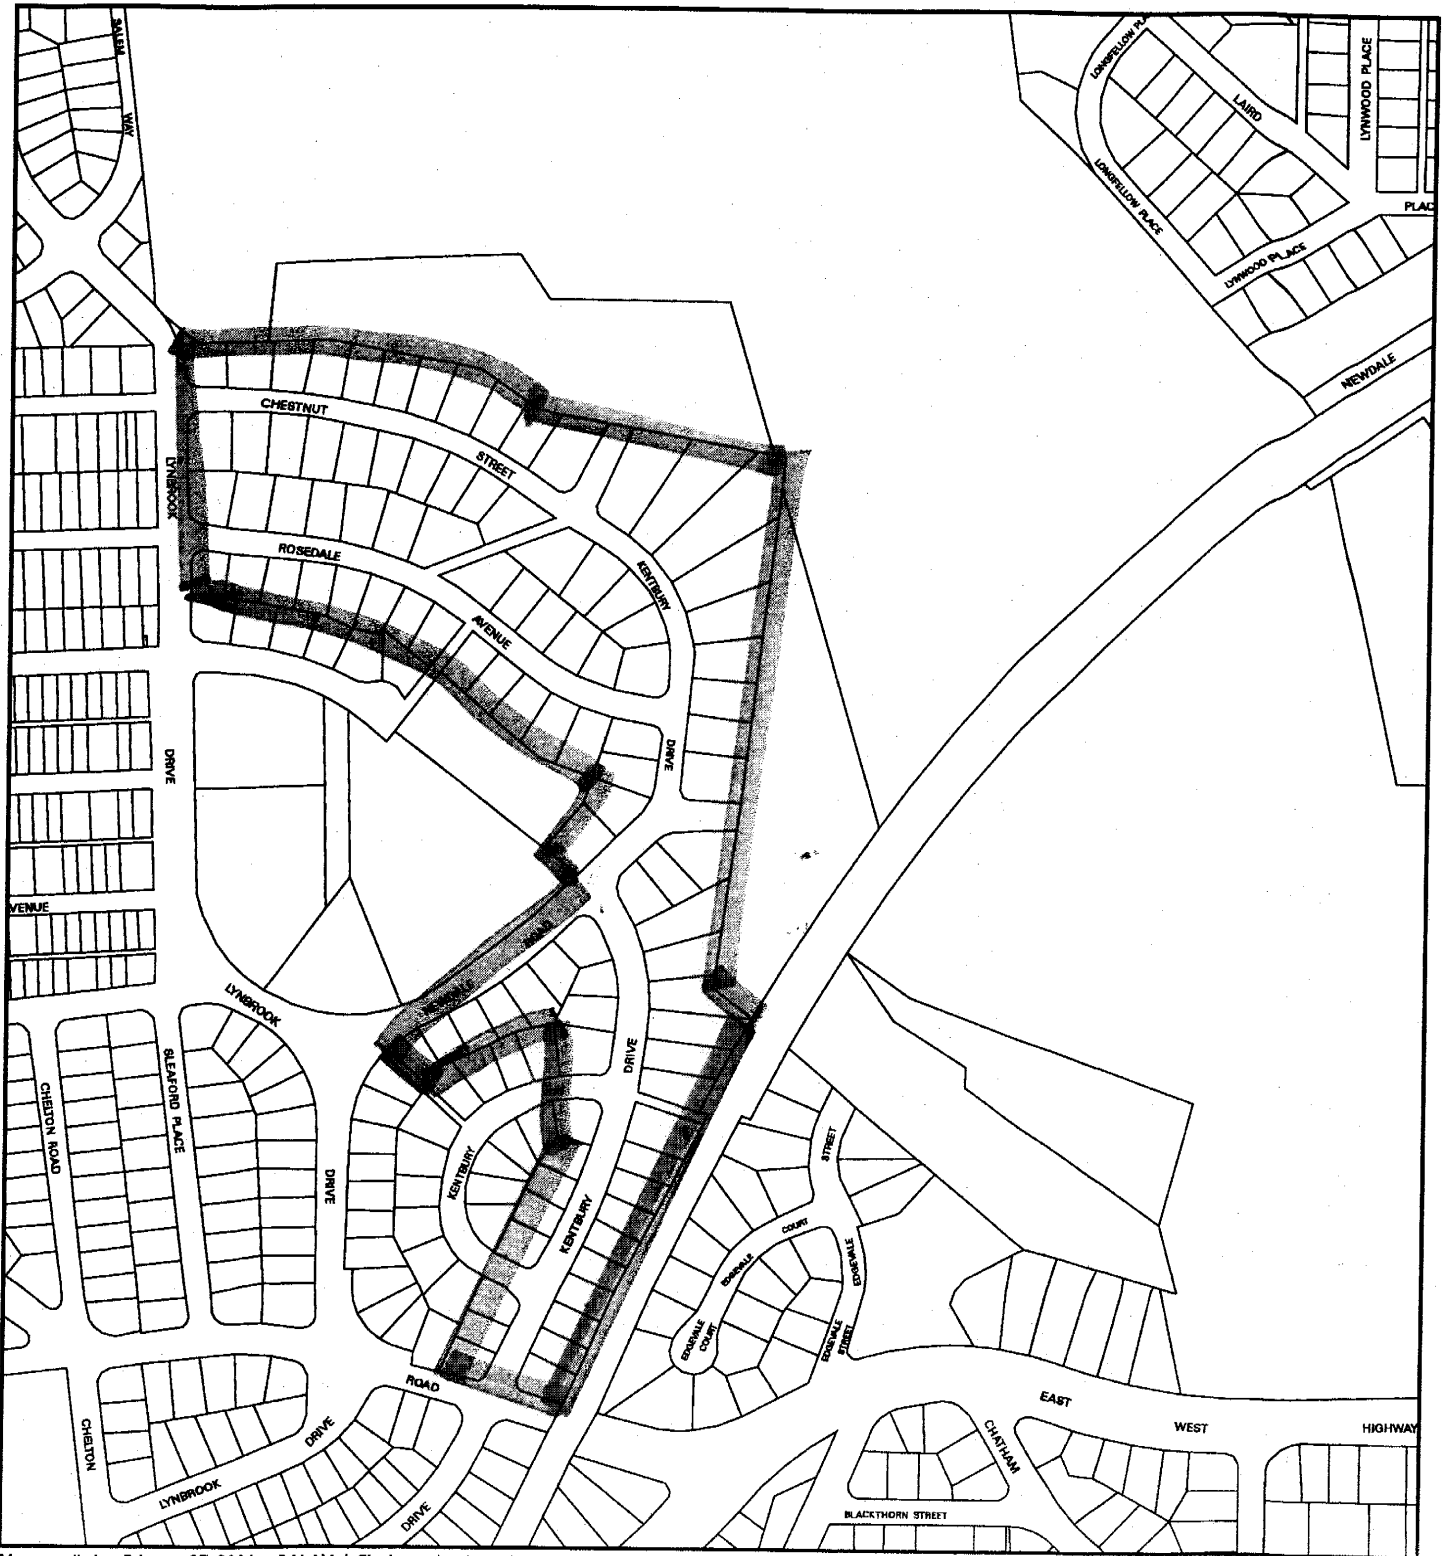 SALEM
WAY
LONGFELLOW PLA
LAIRD
LYNWOOD PLACE
LONGFELLOW PLACE
PLAC
LYNWOOD PLACE
NEWDALE
CHESTNUT
STREET
LYNBROOK
ROSEDALE
KENTBURY
AVENUE
DRIVE
DRIVE
VENUE
ROAD
NEWDALE
LYNBROOK
DRIVE
SLEAFORD PLACE
CHELTON ROAD
STREET
KENTBURY
DRIVE
KENTBURY
COURT
EDGEVALE
EDGEVALE
EDGEVALE
COURT
EDGEVALE
STREET
ROAD
EAST
WEST
HIGHWAY
CHELTON
DRIVE
CHATHAM
LYNBROOK
DRIVE
BLACKTHORN STREET